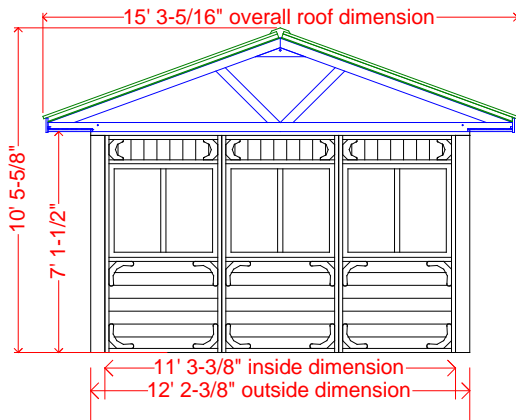 15' 3-5/16" overall roof dimension
10' 5-5/8"
7' 1-1/2"
11' 3-3/8" inside dimension
12' 2-3/8" outside dimension